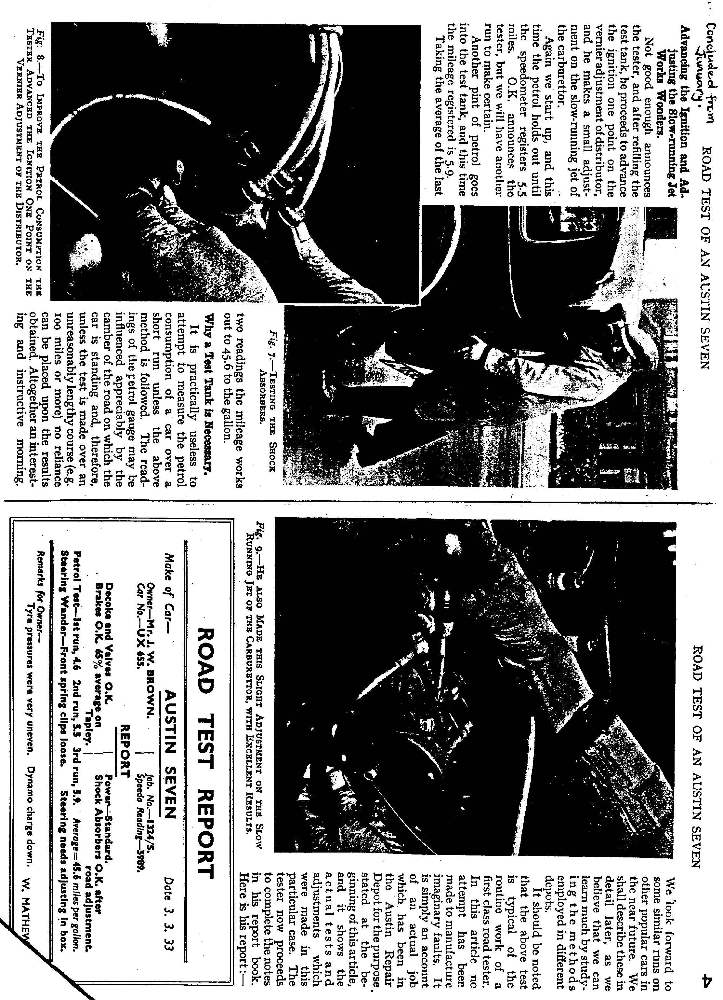 Concluded from
January.
ROAD TEST OF AN AUSTIN SEVEN
Advancing the Ignition and Ad-
justing the Slow-running Jet
Works Wonders.
Not good enough announces
the tester, and after refilling the
test tank, he proceeds to advance
the ignition one point on the
vernier adjustment of distributor,
and he makes a small adjust-
ment on the slow-running jet of
the carburettor.
Again we start up, and this
time the petrol holds out until
the speedometer registers 5.5
miles. O.K. announces the
tester, but we will have another
run to make certain.
Another pint of petrol goes
into the test tank, and this time
the mileage registered is 5·9.
Taking the average of the last
Fig. 8.—To Improve the Petrol Consumption the
Tester Advanced the Ignition One Point on the
Vernier Adjustment of the Distributor.
Fig. 7.—Testing the Shock
Absorbers.
two readings the mileage works
out to 45.6 to the gallon.
Why a Test Tank is Necessary.
It is practically useless to
attempt to measure the petrol
consumption of a car over a
short run unless the above
method is followed. The read-
ings of the petrol gauge may be
influenced appreciably by the
camber of the road on which the
car is standing and, therefore,
unless the test is made over an
unreasonably lengthy course (e.g.
100 miles or more) no reliance
can be placed upon the results
obtained. Altogether an interest-
ing and instructive morning.
ROAD TEST OF AN AUSTIN SEVEN
4
Fig. 9.—He also Made this Slight Adjustment on the Slow
Running Jet of the Carburettor, with Excellent Results.
We look forward to
some similar runs on
other popular cars in
the near future. We
shall describe these in
detail later, as we
believe that we can
learn much by study-
ing the methods
employed in different
depots.
It should be noted
that the above test
is typical of the
routine work of a
first class road tester.
In this article no
attempt has been
made to manufacture
imaginary faults. It
is simply an account
of an actual job
which has been in
the Austin Repair
Depot for the purpose
stated at the be-
ginning of this article,
and it shows the
actual tests and
adjustments which
were made in this
particular case. The
tester now proceeds
to complete the notes
in his report book.
Here is his report:—
ROAD TEST REPORT
Make of Car— AUSTIN SEVEN Date 3. 3. 33
Owner—Mr. J. W. BROWN. Job. No.—1324/S.
Car No.—UX 655. Speedo Reading—5989.
REPORT
Decoke and Valves O.K. Power—Standard.
Brakes O.K. 65% average on Shock Absorbers O.K. after
Tapley. road adjustment.
Petrol Test—1st run, 4.6 2nd run, 5.5 3rd run, 5.9. Average=45.6 miles per gallon.
Steering Wander—Front spring clips loose. Steering needs adjusting in box.
Remarks for Owner—
Tyre pressures were very uneven. Dynamo charge down. W. MATHEW